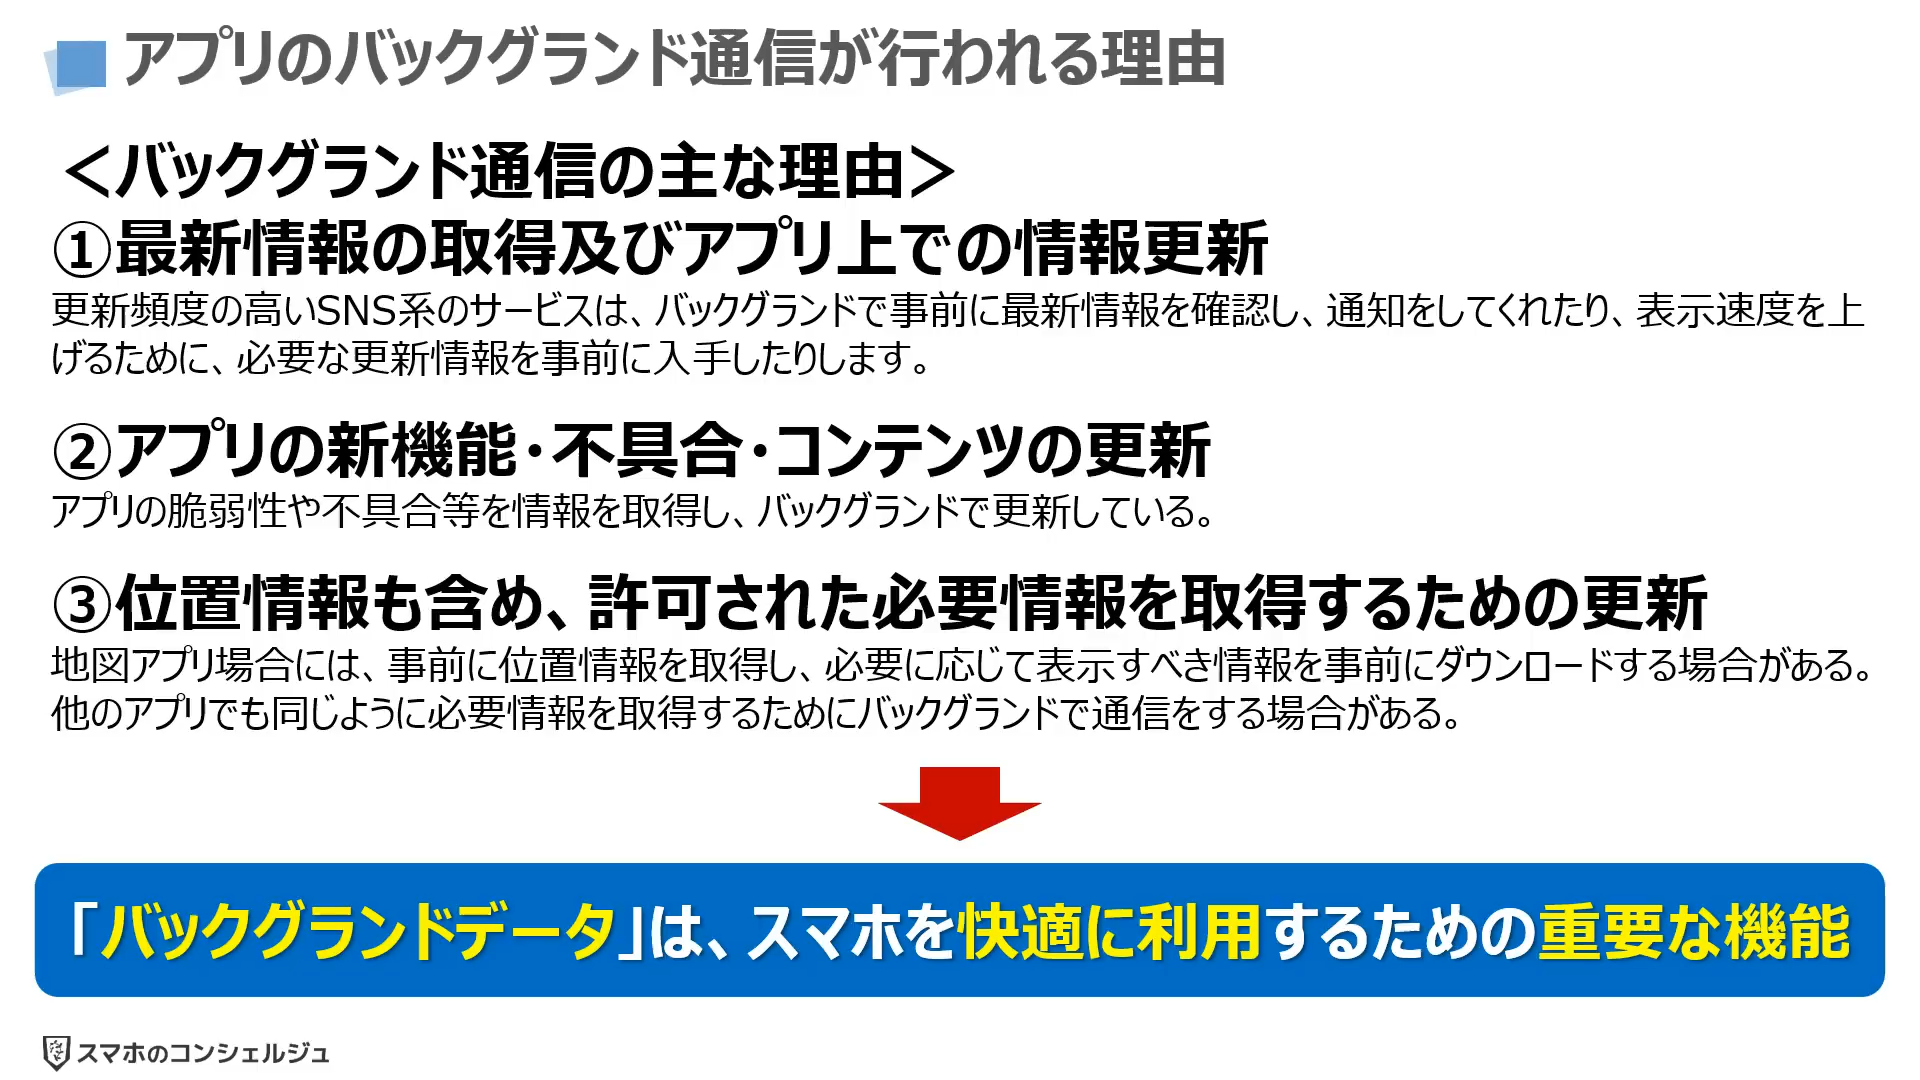 アプリのバックグランド通信が行われる理由
＜バックグランド通信の主な理由＞
①最新情報の取得及びアプリ上での情報更新
更新頻度の高いSNS系のサービスは、バックグランドで事前に最新情報を確認し、通知をしてくれたり、表示速度を上
げるために、必要な更新情報を事前に入手したりします。
②アプリの新機能・不具合・コンテンツの更新
アプリの脆弱性や不具合等を情報を取得し、バックグランドで更新している。
③位置情報も含め、許可された必要情報を取得するための更新
地図アプリ場合には、事前に位置情報を取得し、必要に応じて表示すべき情報を事前にダウンロードする場合がある。
他のアプリでも同じように必要情報を取得するためにバックグランドで通信をする場合がある。
「バックグランドデータ」は、スマホを快適に利用するための重要な機能
スマホのコンシェルジュ